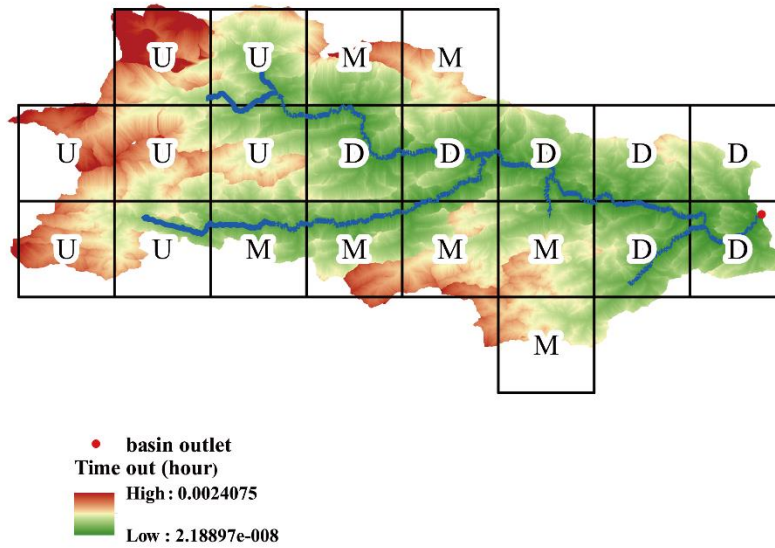 U U M M
U U U D D D D D
U U M M M M D D
M
basin outlet
Time out (hour)
High : 0.0024075
Low : 2.18897e-008